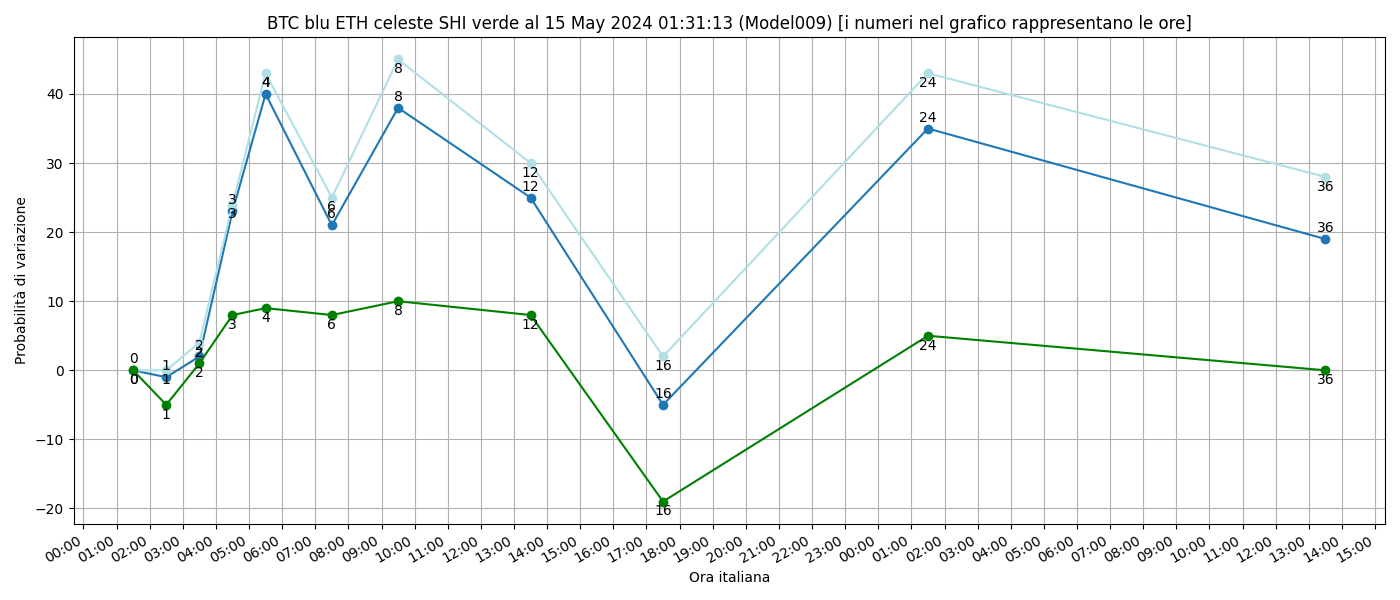 BTC blu ETH celeste SHI verde al 15 May 2024 01:31:13 (Model009) [i numeri nel grafico rappresentano le ore]
Probabilità di variazione
40
30
20
10
0
−10
−20
0 1 2 3 4 6 8 12 16 24 36
0 1 2 3 4 6 8 12 16 24 36
0 1 2 3 4 6 8 12 16 24 36
00:00 01:00 02:00 03:00 04:00 05:00 06:00 07:00 08:00 09:00 10:00 11:00 12:00 13:00 14:00 15:00 16:00 17:00 18:00 19:00 20:00 21:00 22:00 23:00 00:00 01:00 02:00 03:00 04:00 05:00 06:00 07:00 08:00 09:00 10:00 11:00 12:00 13:00 14:00 15:00
Ora italiana